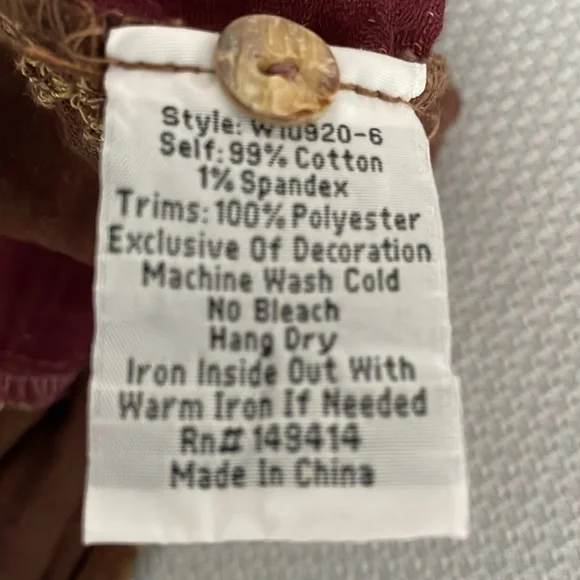 Style: W10920-6
Self: 99% Cotton
1% Spandex
Trims: 100% Polyester
Exclusive Of Decoration
Machine Wash Cold
No Bleach
Hang Dry
Iron Inside Out With
Warm Iron If Needed
Rn# 149414
Made In China